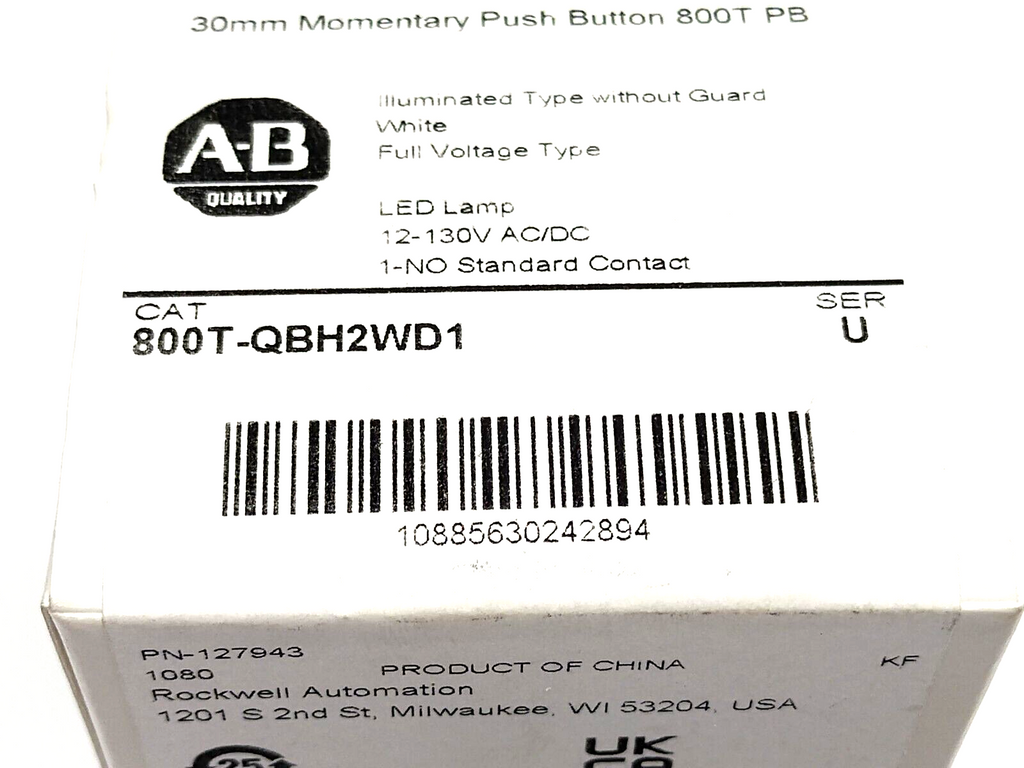 30mm Momentary Push Button 800T PB
A-B
QUALITY
Illuminated Type without Guard
White
Full Voltage Type
LED Lamp
12-130V AC/DC
1-NO Standard Contact
CAT
SER
800T-QBH2WD1
U
10885630242894
PN-127943
1080
PRODUCT OF CHINA
KF
Rockwell Automation
1201 S 2nd St, Milwaukee, WI 53204, USA
25
UK
CA